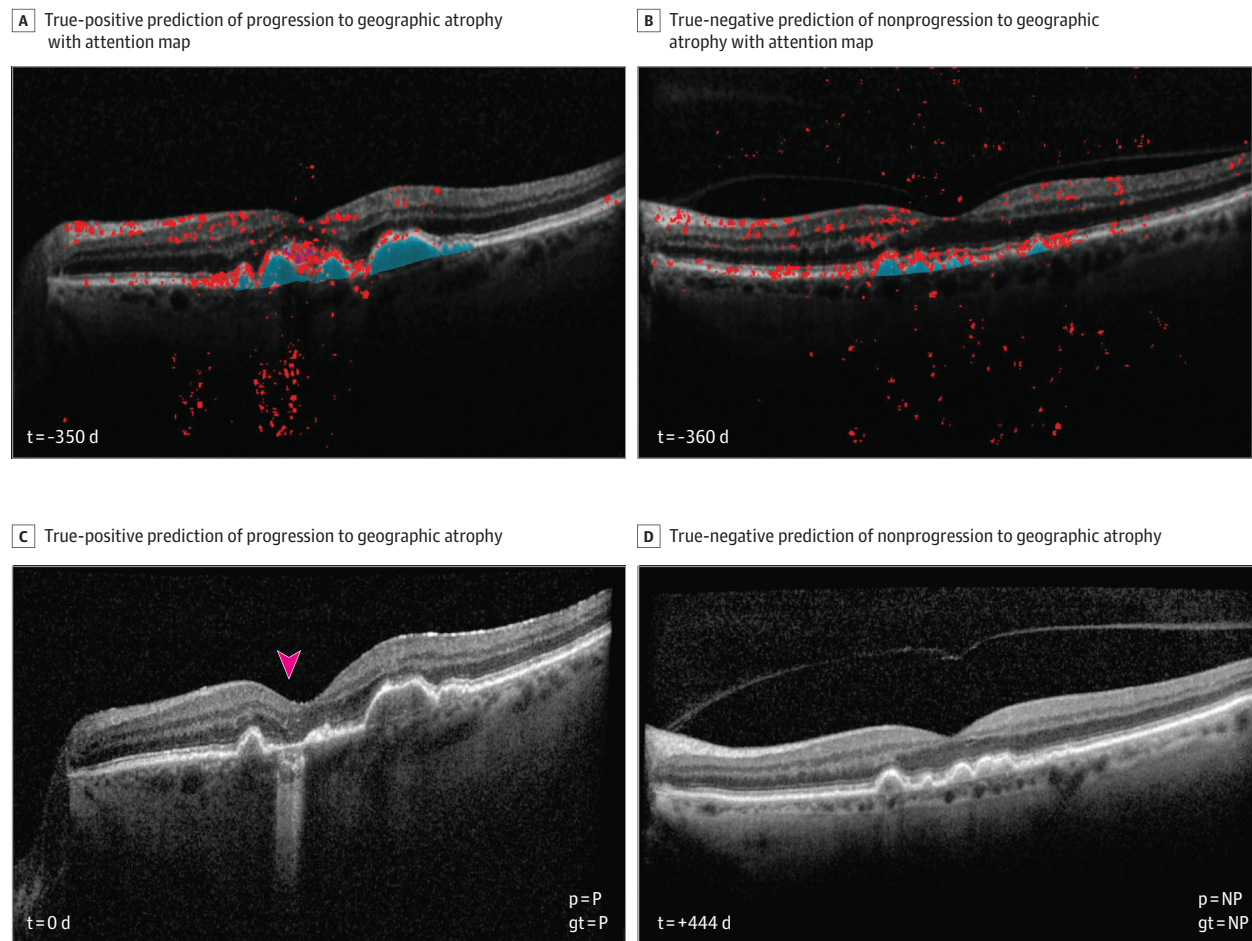 A True-positive prediction of progression to geographic atrophy
with attention map
B True-negative prediction of nonprogression to geographic
atrophy with attention map
t=-350 d
t=-360 d
C True-positive prediction of progression to geographic atrophy
D True-negative prediction of nonprogression to geographic atrophy
t=0 d
p=P
gt=P
t=+444 d
p=NP
gt=NP